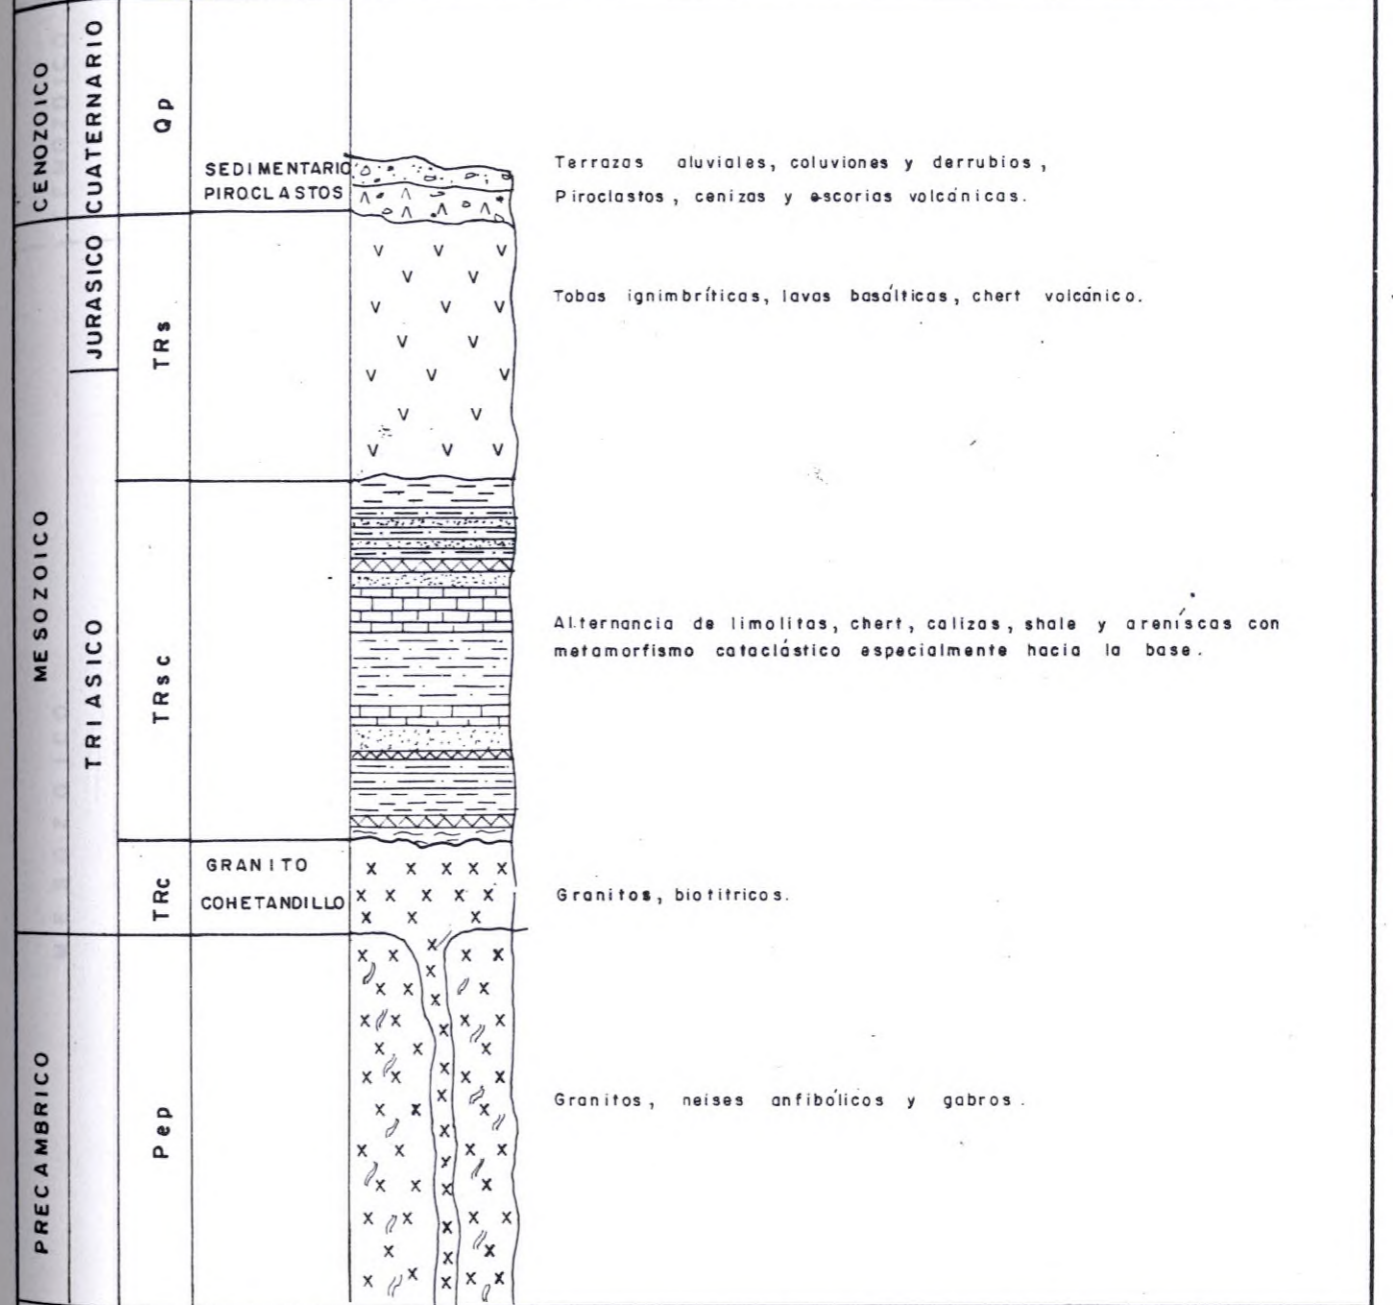 CENOZOICO
CUATERNARIO
Qp
SEDIMENTARIO
PIROCLASTOS
Terrazas aluviales, coluviones y derrubios,
Piroclastos, cenizas y escorias volcánicas.
MESOZOICO
JURASICO
TRs
Tobas ignimbríticas, lavas basálticas, chert volcánico.
TRIASICO
TRsc
Alternancia de limolitas, chert, calizas, shale y areníscas con
metamorfismo cataclástico especialmente hacia la base.
TRc
GRANITO
COHETANDILLO
Granitos, biotitricos.
PRECAMBRICO
Pep
Granitos, neises anfibólicos y gabros.